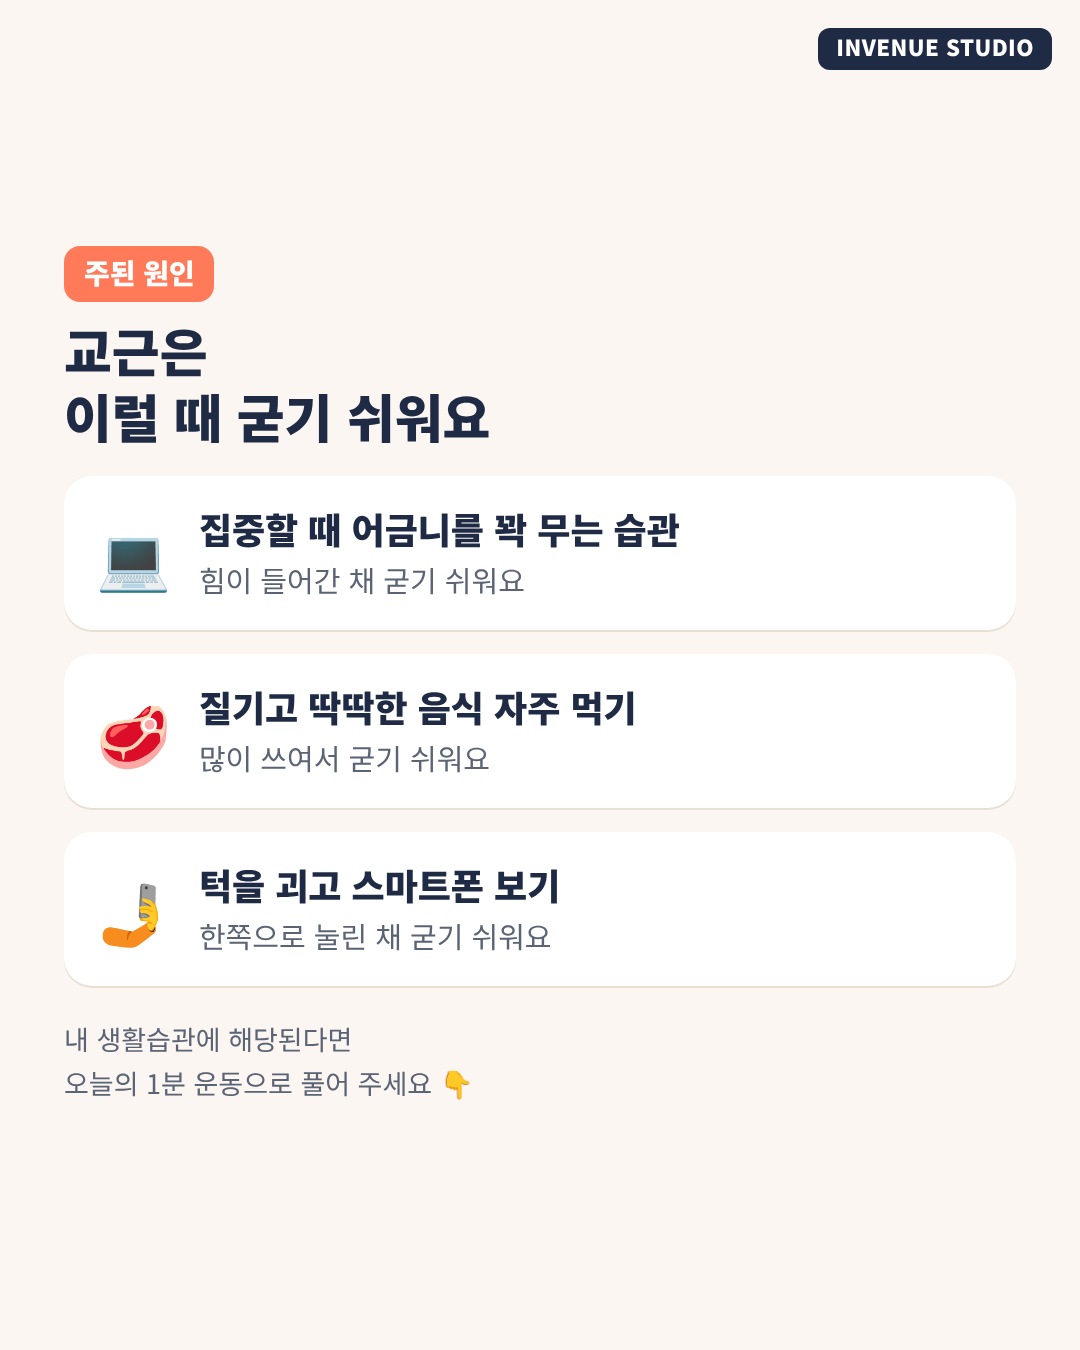 INVENUE STUDIO
주된 원인
교근은
이럴 때 굳기 쉬워요
집중할 때 어금니를 꽉 무는 습관
힘이 들어간 채 굳기 쉬워요
질기고 딱딱한 음식 자주 먹기
많이 쓰여서 굳기 쉬워요
턱을 괴고 스마트폰 보기
한쪽으로 눌린 채 굳기 쉬워요
내 생활습관에 해당된다면
오늘의 1분 운동으로 풀어 주세요 👇